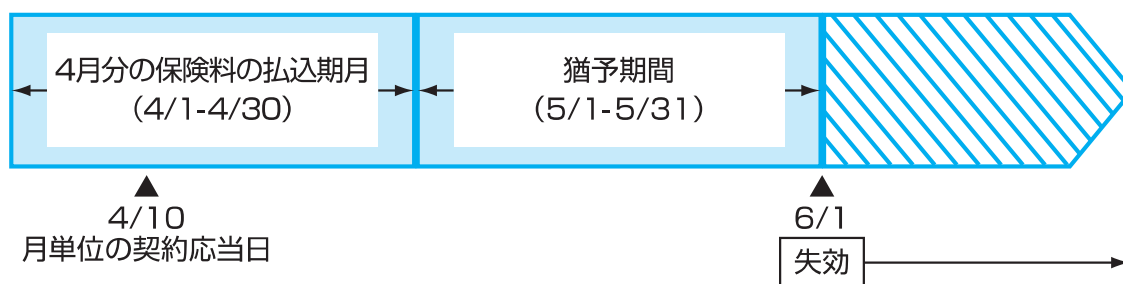 4月分の保険料の払込期月
(4/1-4/30)
猶予期間
(5/1-5/31)
4/10
月単位の契約応当日
6/1
失効